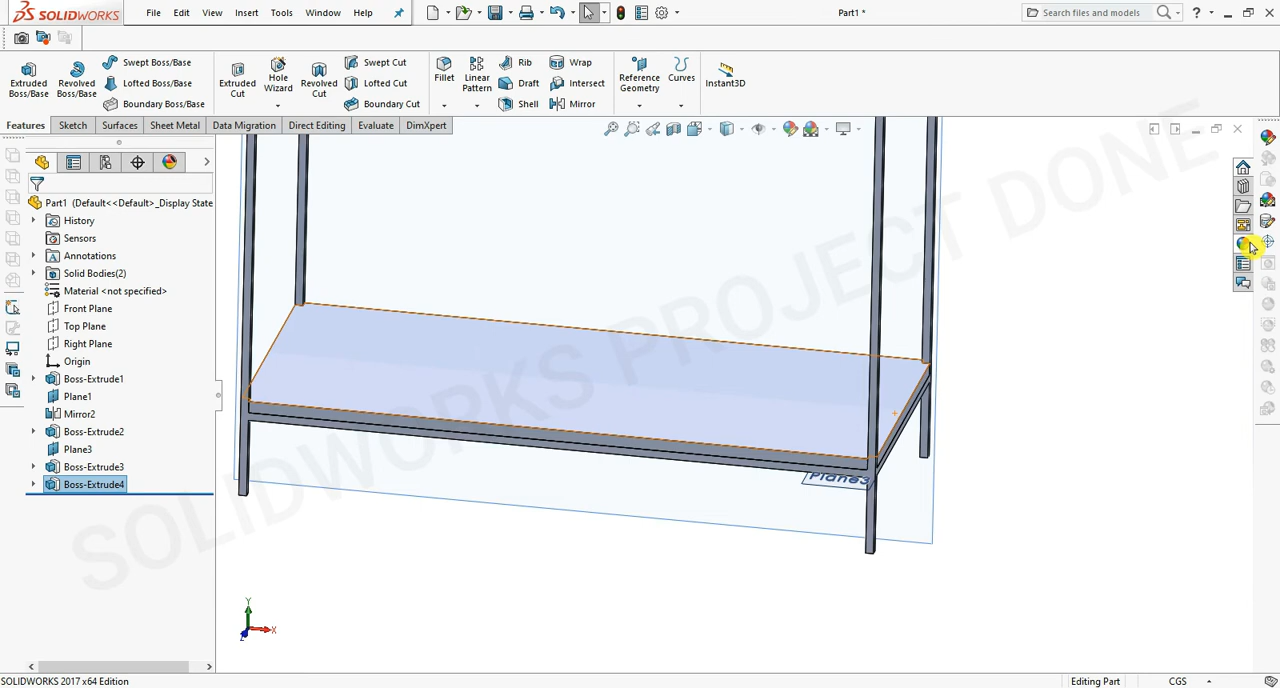 SOLIDWORKS File Edit View Insert Tools Window Help Part1 * Search files and models
Extruded Boss/Base Revolved Boss/Base Swept Boss/Base Lofted Boss/Base Boundary Boss/Base Extruded Cut Hole Wizard Revolved Cut Swept Cut Lofted Cut Boundary Cut Fillet Linear Pattern Rib Draft Shell Wrap Intersect Mirror Reference Geometry Curves Instant3D
Features Sketch Surfaces Sheet Metal Data Migration Direct Editing Evaluate DimXpert
Part1 (Default<<Default>_Display State
History
Sensors
Annotations
Solid Bodies(2)
Material <not specified>
Front Plane
Top Plane
Right Plane
Origin
Boss-Extrude1
Plane1
Mirror2
Boss-Extrude2
Plane3
Boss-Extrude3
Boss-Extrude4
Plane3
SOLIDWORKS PROJECT DONE
Y
X
Z
SOLIDWORKS 2017 x64 Edition Editing Part CGS